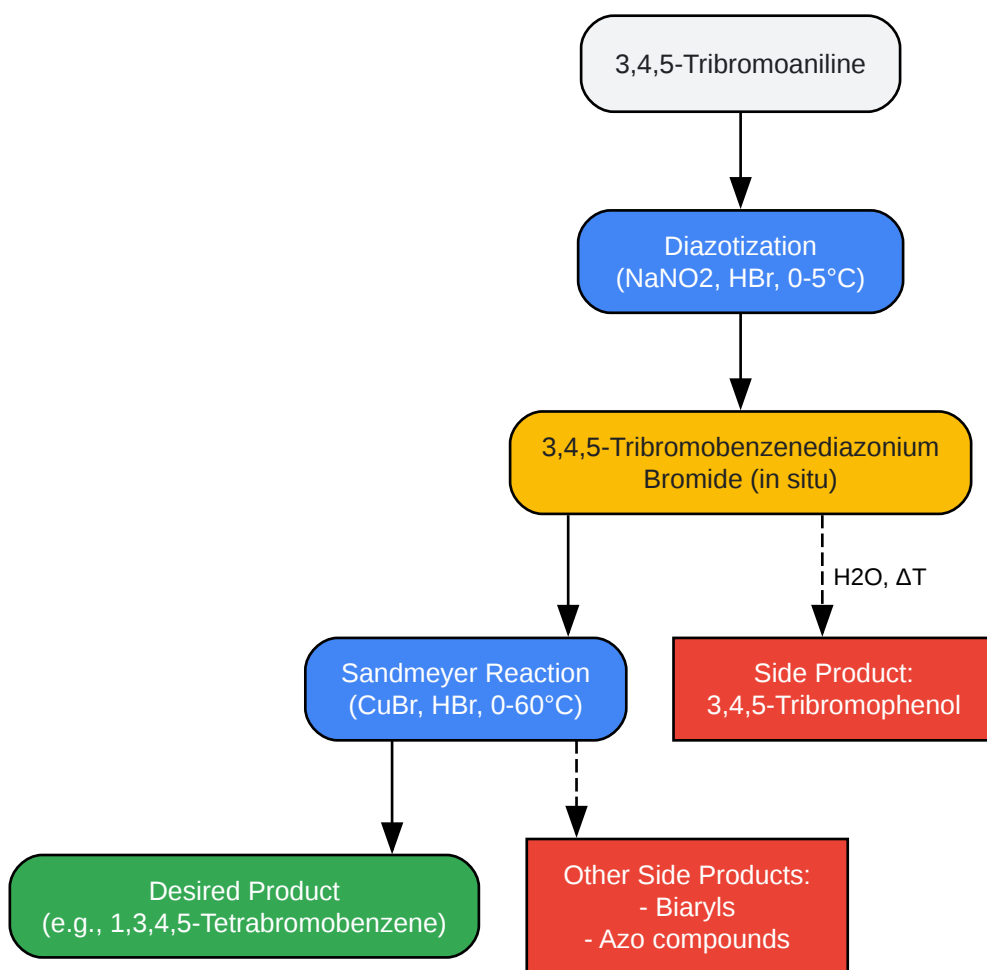 3,4,5-Tribromoaniline
Diazotization
(NaNO2, HBr, 0-5°C)
3,4,5-Tribromobenzenediazonium
Bromide (in situ)
H2O, ΔT
Sandmeyer Reaction
(CuBr, HBr, 0-60°C)
Side Product:
3,4,5-Tribromophenol
Desired Product
(e.g., 1,3,4,5-Tetrabromobenzene)
Other Side Products:
- Biaryls
- Azo compounds